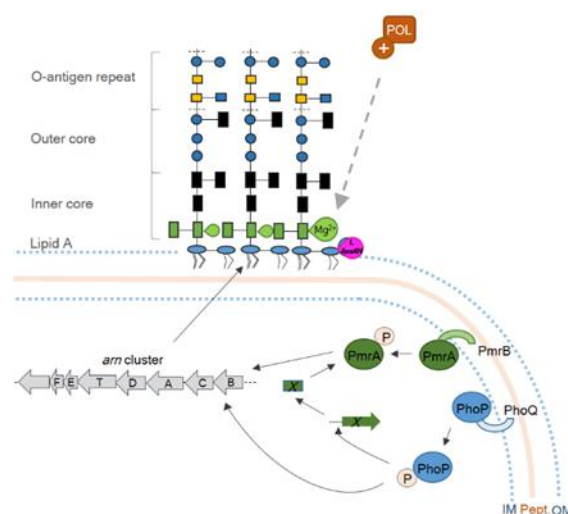 POL
+
O-antigen repeat
Outer core
Inner core
Mg2+
Lipid A
L
P
arn cluster
PmrA
PmrA
PmrB
F E T D A C B
X
PhoP
PhoQ
X
PhoP
P
IM Pept. OM